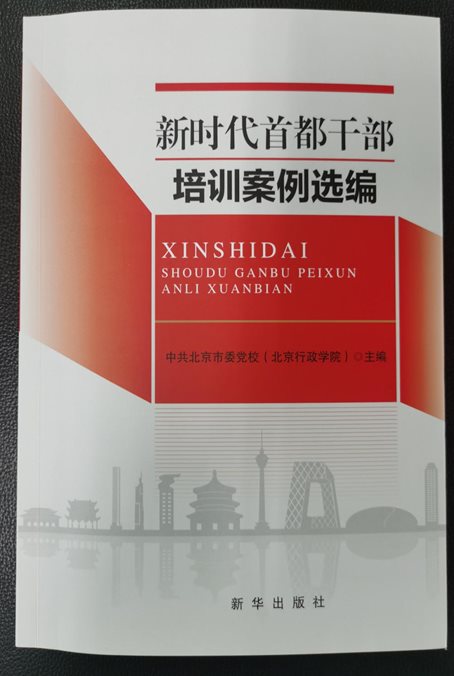 新时代首都干部
培训案例选编
XINSHIDAI
SHOUDU GANBU PEIXUN
ANLI XUANBIAN
中共北京市委党校（北京行政学院）◎主编
新华出版社